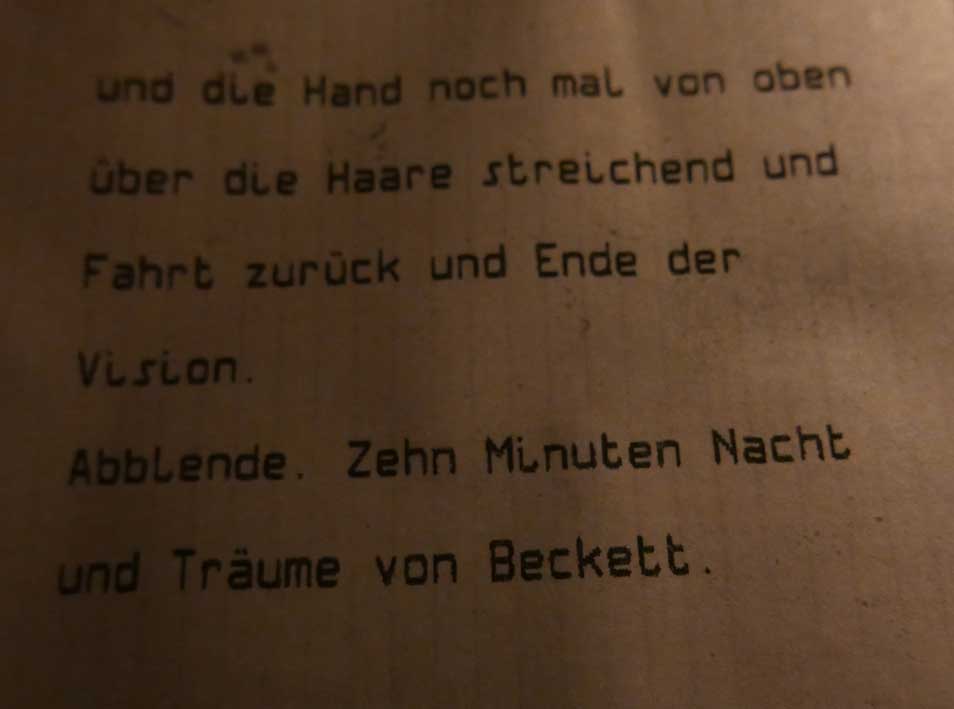 und die Hand noch mal von oben
über die Haare streichend und
Fahrt zurück und Ende der
Vision.
Abblende. Zehn Minuten Nacht
und Träume von Beckett.